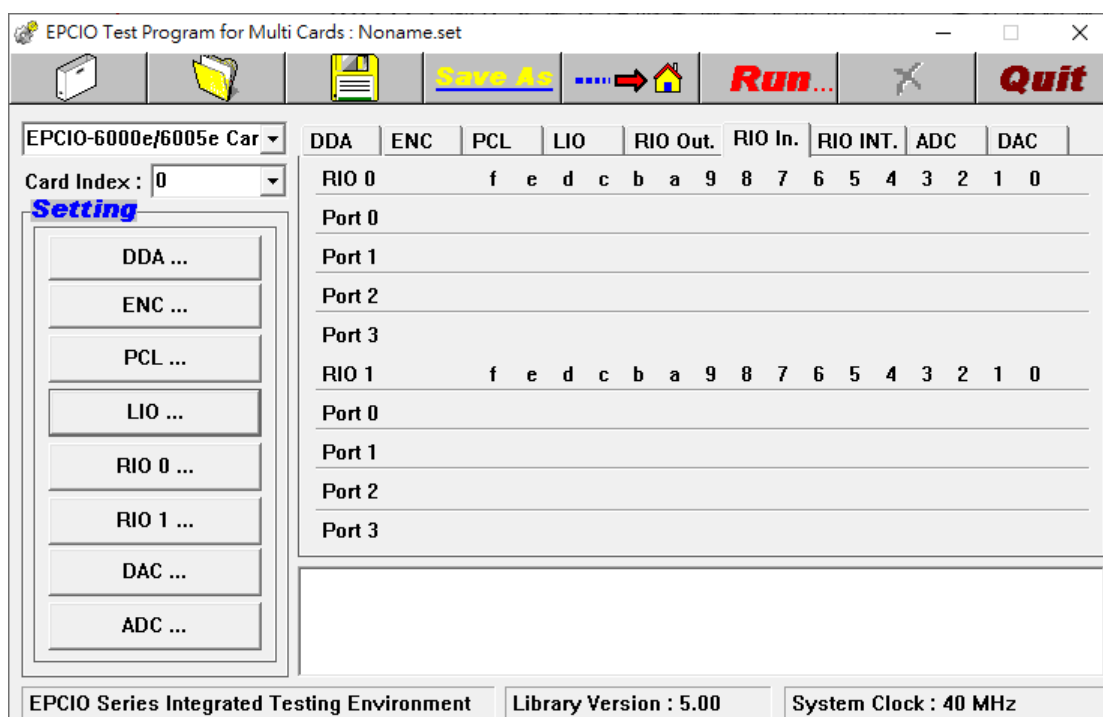 EPCIO Test Program for Multi Cards : Noname.set
Save As
Run...
Quit
EPCIO-6000e/6005e Car
Card Index : 0
Setting
DDA ...
ENC ...
PCL ...
LIO ...
RIO 0 ...
RIO 1 ...
DAC ...
ADC ...
DDA ENC PCL LIO RIO Out. RIO In. RIO INT. ADC DAC
RIO 0 f e d c b a 9 8 7 6 5 4 3 2 1 0
Port 0
Port 1
Port 2
Port 3
RIO 1 f e d c b a 9 8 7 6 5 4 3 2 1 0
Port 0
Port 1
Port 2
Port 3
EPCIO Series Integrated Testing Environment
Library Version : 5.00
System Clock : 40 MHz